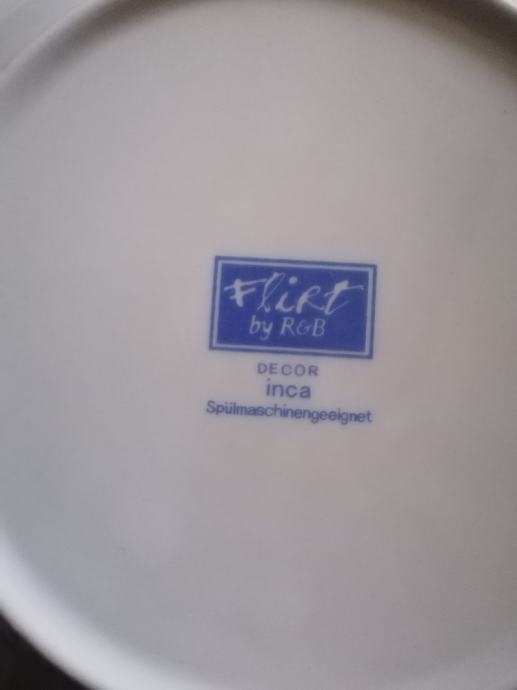 Flirt
by R&B
DECOR
inca
Spülmaschinengeeignet